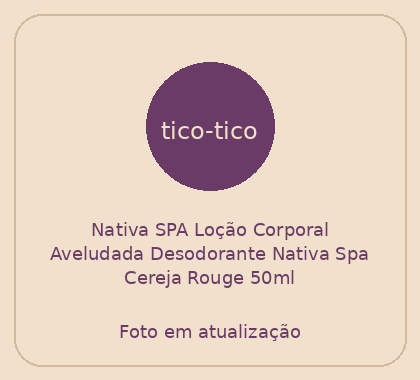 tico-tico
Nativa SPA Loção Corporal
Aveludada Desodorante Nativa Spa
Cereja Rouge 50ml
Foto em atualização